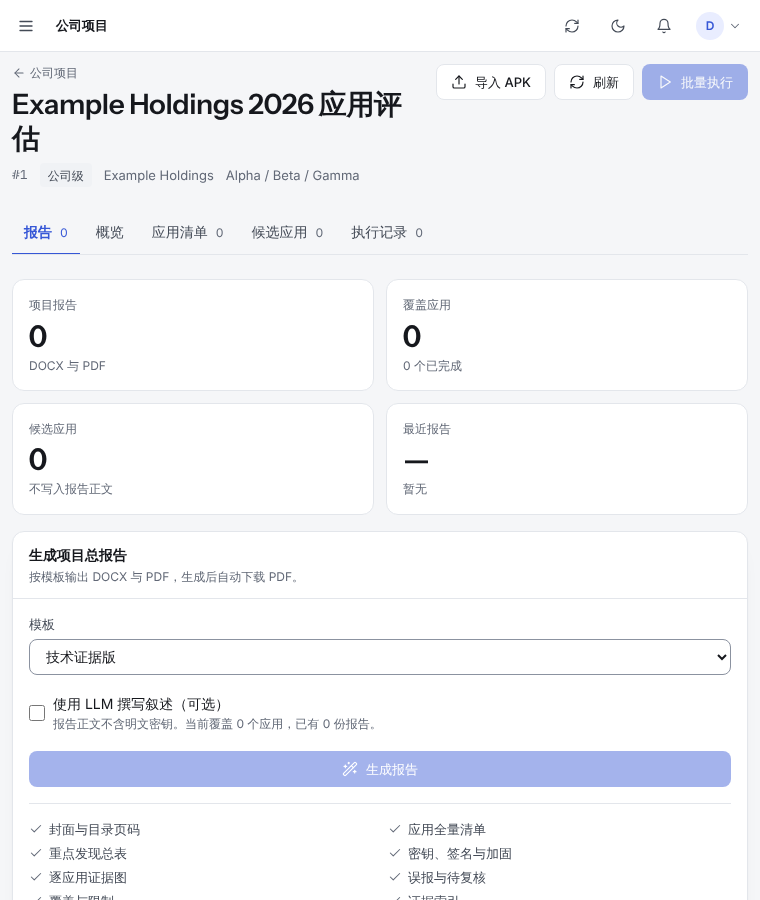 公司项目
D
公司项目
导入 APK
刷新
批量执行
Example Holdings 2026 应用评
估
#1 公司级 Example Holdings Alpha / Beta / Gamma
报告 0 概览 应用清单 0 候选应用 0 执行记录 0
项目报告
0
DOCX 与 PDF
覆盖应用
0
0 个已完成
候选应用
0
不写入报告正文
最近报告
—
暂无
生成项目总报告
按模板输出 DOCX 与 PDF，生成后自动下载 PDF。
模板
技术证据版
使用 LLM 撰写叙述（可选）
报告正文不含明文密钥。当前覆盖 0 个应用，已有 0 份报告。
生成报告
封面与目录页码
应用全量清单
重点发现总表
密钥、签名与加固
逐应用证据图
误报与待复核
覆盖与限制
证据索引